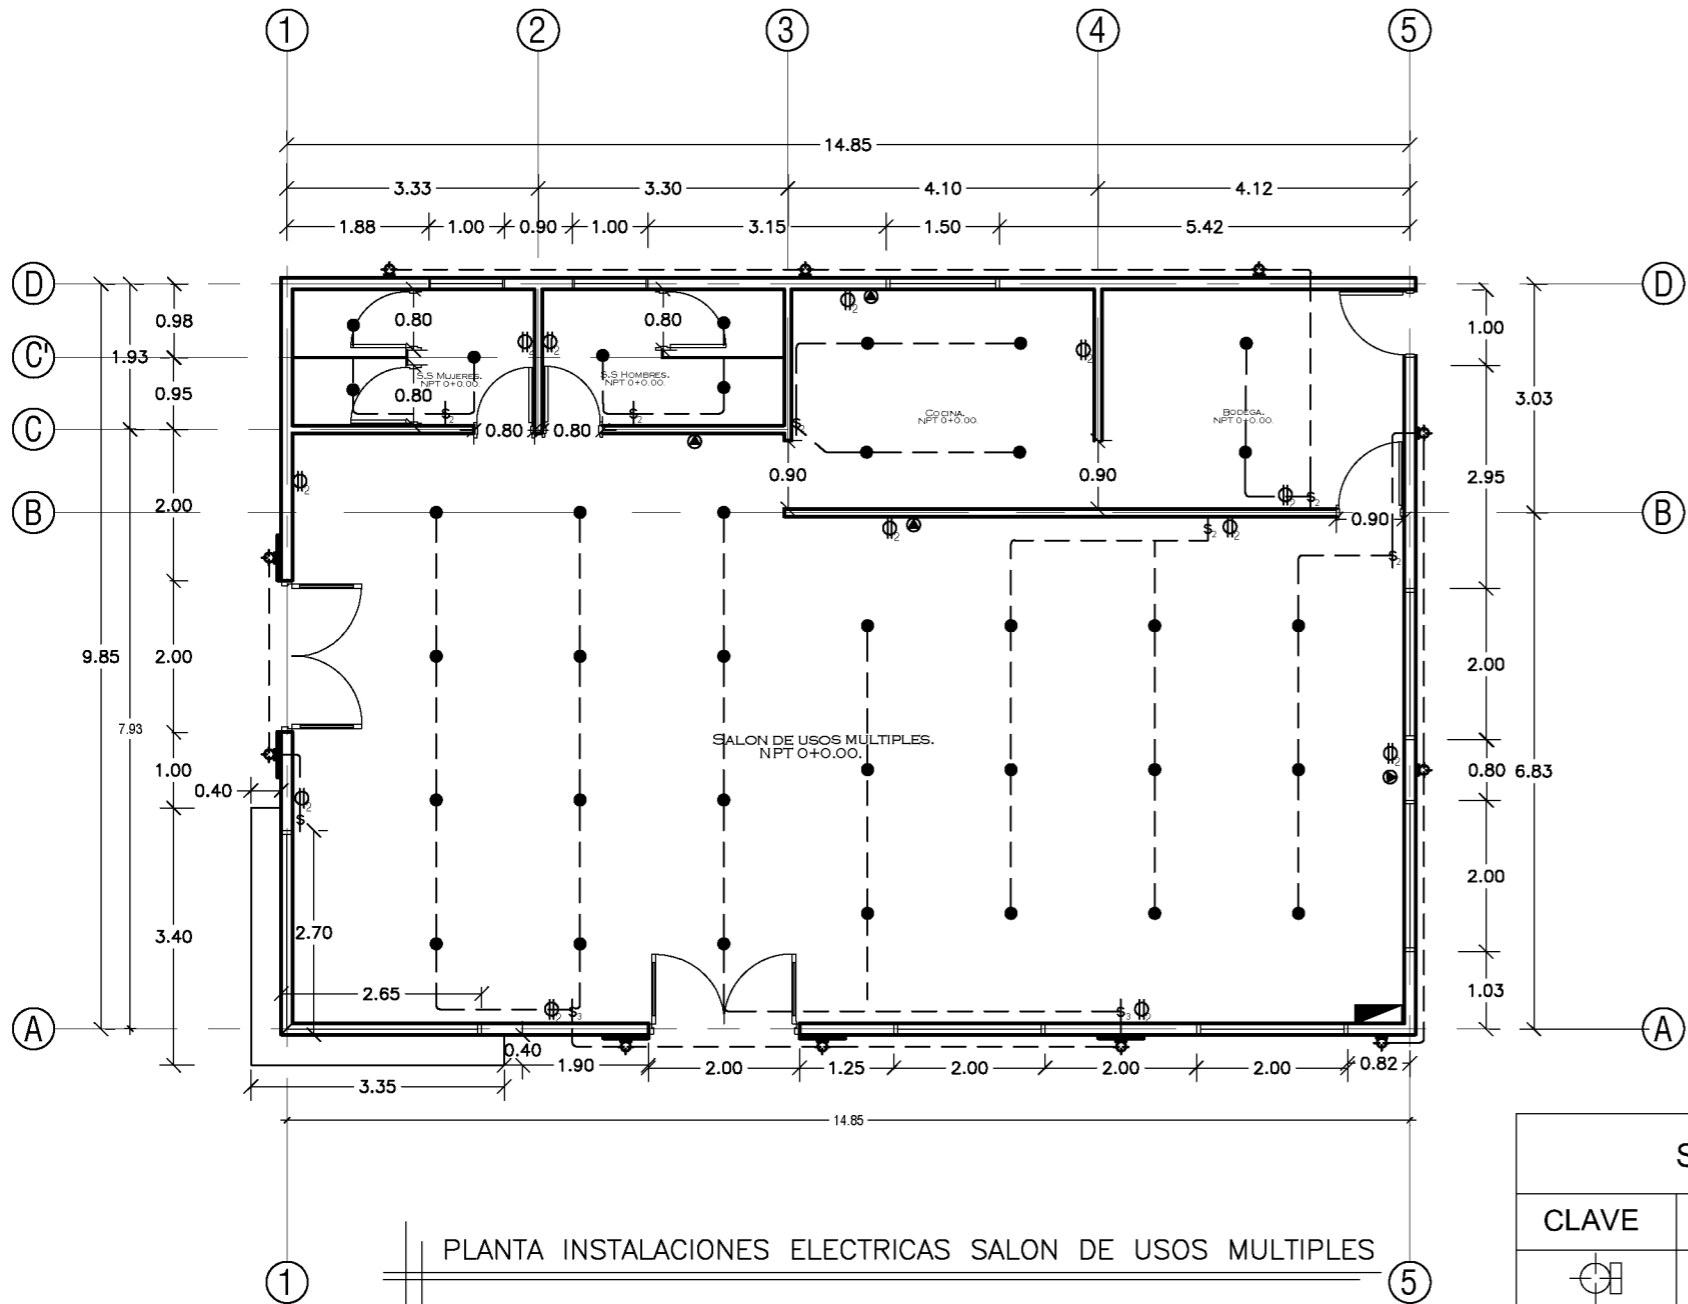 1 2 3 4 5
14.85
3.33 3.30 4.10 4.12
1.88 1.00 0.90 1.00 3.15 1.50 5.42
D D
0.98 0.80 0.80 1.00
C'
1.93
S.S MUJERES. S.S HOMBRES.
NPT 0+0.00. NPT 0+0.00.
0.95 0.80 3.03
COCINA. BODEGA.
NPT 0+0.00. NPT 0+0.00.
C 0.80 0.80
0.90 0.90 2.95
2.00
B 0.90 B
9.85 2.00 2.00
7.93
SALON DE USOS MULTIPLES.
NPT 0+0.00.
1.00 0.80 6.83
0.40
2.00
3.40 2.70
2.65 1.03
A A
0.40 1.90 2.00 1.25 2.00 2.00 2.00 0.82
3.35
14.85
S
CLAVE
PLANTA INSTALACIONES ELECTRICAS SALON DE USOS MULTIPLES
1 5